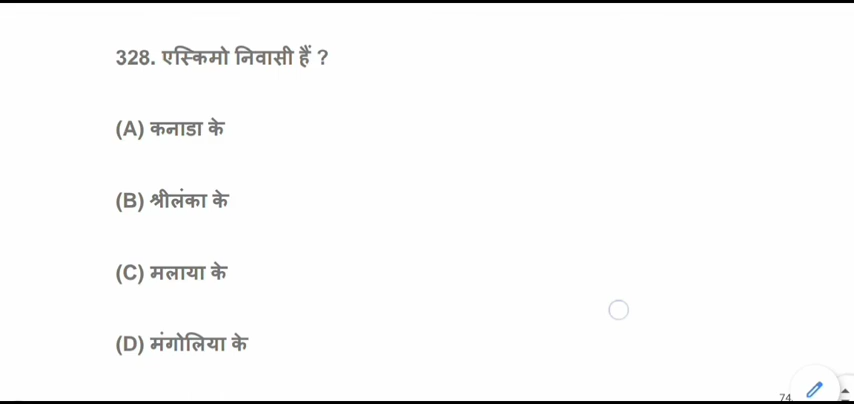 328. एस्किमो निवासी हैं ?
(A) कनाडा के
(B) श्रीलंका के
(C) मलाया के
(D) मंगोलिया के
74